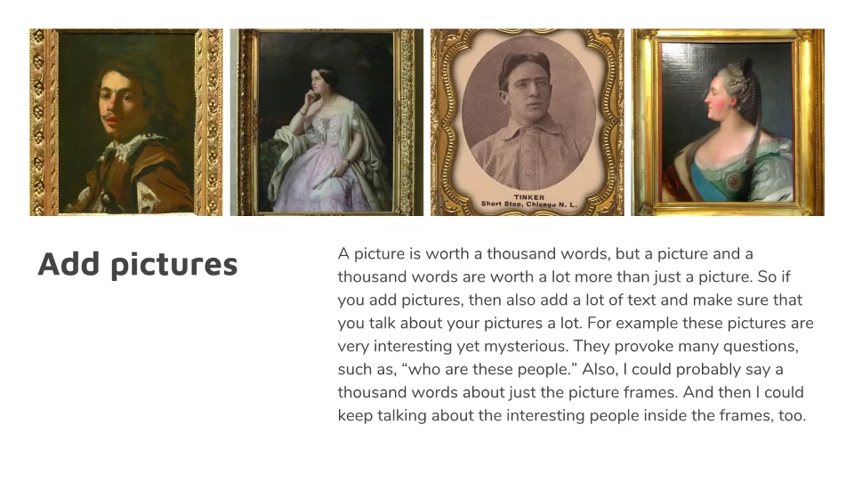 TINKER
Short Stop, Chicago N. L.
Add pictures
A picture is worth a thousand words, but a picture and a
thousand words are worth a lot more than just a picture. So if
you add pictures, then also add a lot of text and make sure that
you talk about your pictures a lot. For example these pictures are
very interesting yet mysterious. They provoke many questions,
such as, “who are these people.” Also, I could probably say a
thousand words about just the picture frames. And then I could
keep talking about the interesting people inside the frames, too.